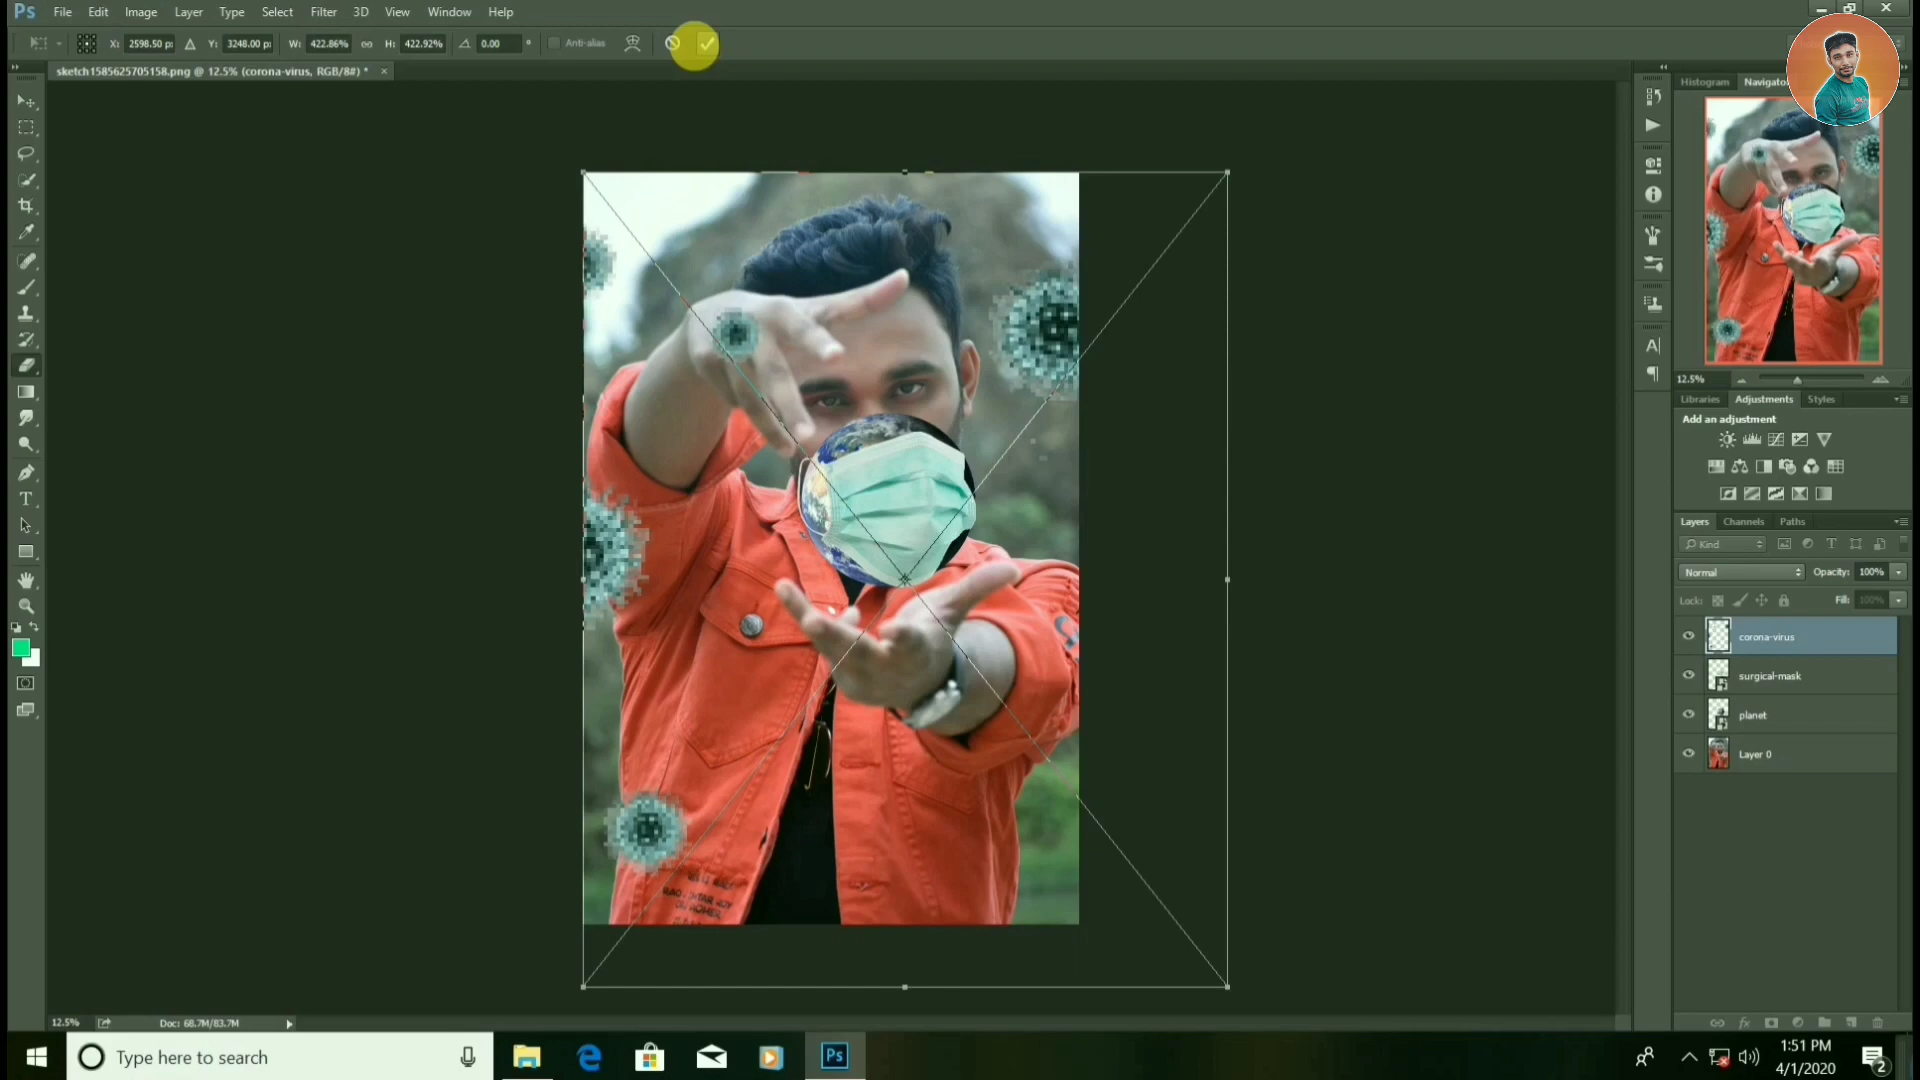 Ps File Edit Image Layer Type Select Filter 3D View Window Help
X: 2598.50 p: Y: 3248.00 p: W: 422.86% H: 422.92% 0.00 ° Anti-alias
sketch1585625705158.png @ 12.5% (corona-virus, RGB/8#) * ×
Histogram Navigator
12.5%
Libraries Adjustments Styles
Add an adjustment
Layers Channels Paths
Kind
Normal Opacity: 100%
Lock: Fill: 100%
corona-virus
surgical-mask
planet
Layer 0
12.5% Doc: 68.7M/83.7M
Type here to search
Ps
1:51 PM
4/1/2020
2